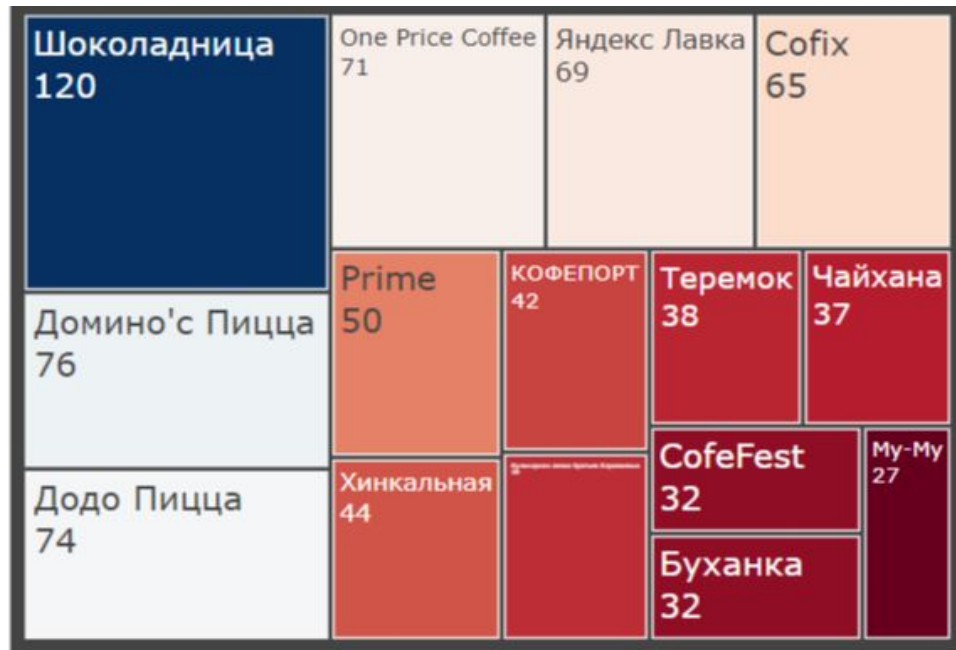 Шоколадница
120
Домино'с Пицца
76
Додо Пицца
74
One Price Coffee
71
Яндекс Лавка
69
Cofix
65
Prime
50
Хинкальная
44
КОФЕПОРТ
42
Теремок
38
Чайхана
37
CofeFest
32
Буханка
32
Му-Му
27